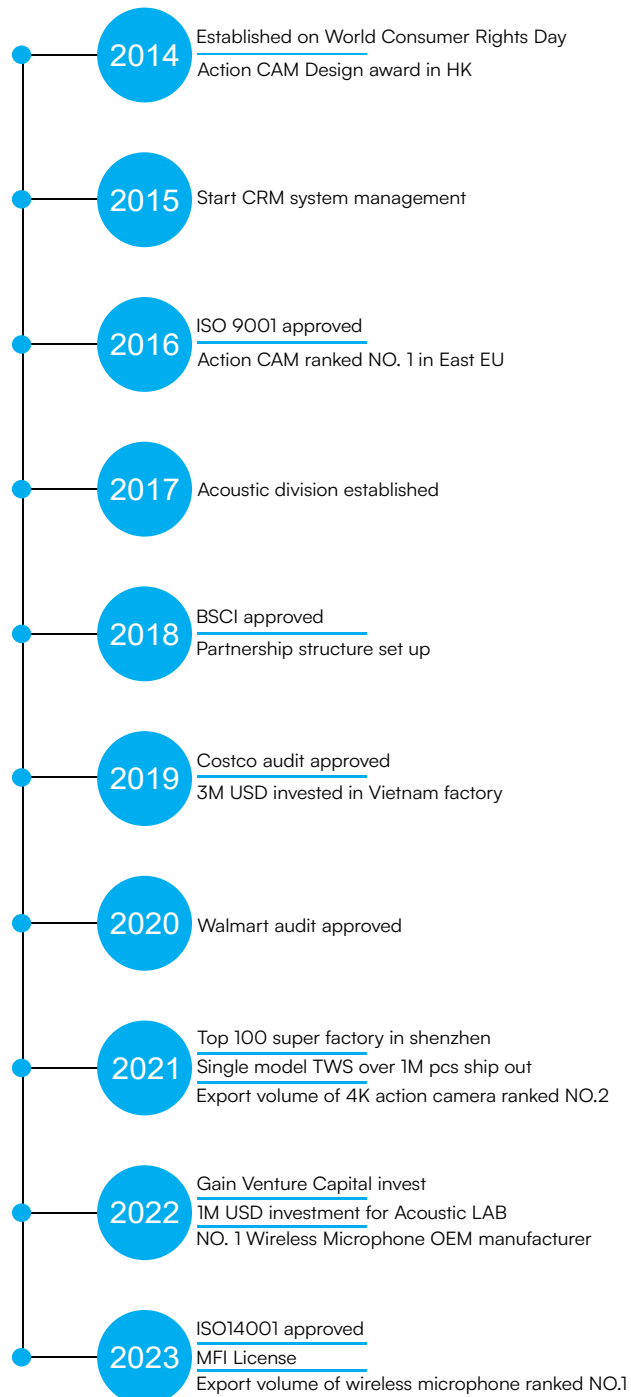 2014
Established on World Consumer Rights Day
Action CAM Design award in HK
2015
Start CRM system management
2016
ISO 9001 approved
Action CAM ranked NO. 1 in East EU
2017
Acoustic division established
2018
BSCI approved
Partnership structure set up
2019
Costco audit approved
3M USD invested in Vietnam factory
2020
Walmart audit approved
2021
Top 100 super factory in shenzhen
Single model TWS over 1M pcs ship out
Export volume of 4K action camera ranked NO.2
2022
Gain Venture Capital invest
1M USD investment for Acoustic LAB
NO. 1 Wireless Microphone OEM manufacturer
2023
ISO14001 approved
MFI License
Export volume of wireless microphone ranked NO.1